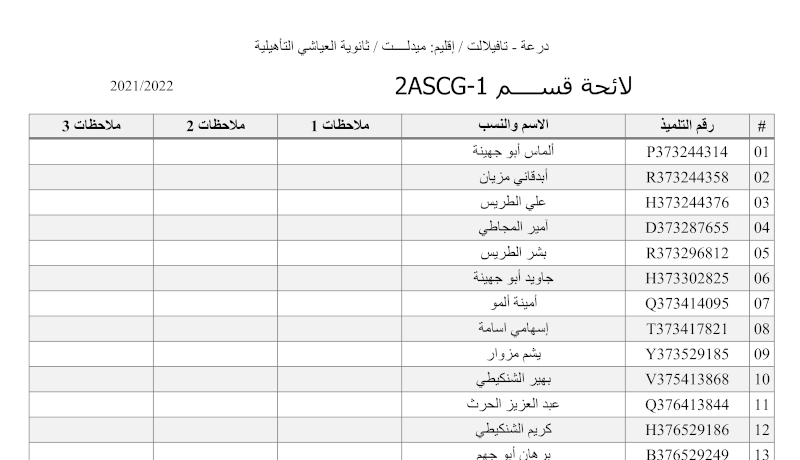 درعة - تافيلالت / إقليم: ميدلــــت / ثانوية العياشي التأهيلية
لائحة قســــم 2ASCG-1
2021/2022
# رقم التلميذ الاسم والنسب ملاحظات 1 ملاحظات 2 ملاحظات 3
01 P373244314 ألماس أبو جهينة
02 R373244358 أبدقاني مزيان
03 H373244376 علي الطريس
04 D373287655 أمير المجاطي
05 R373296812 بشر الطريس
06 H373302825 جاويد أبو جهينة
07 Q373414095 أمينة ألمو
08 T373417821 إسهامي اسامة
09 Y373529185 يشم مزوار
10 V375413868 بهير الشنكيطي
11 Q376413844 عبد العزيز الحرث
12 H376529186 كريم الشنكيطي
13 B376529249 برهان أبو جهم